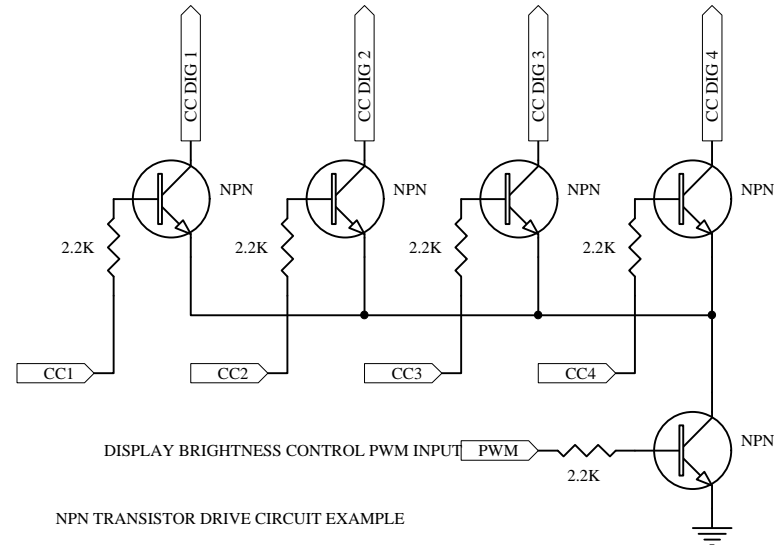 CC DIG 1
CC DIG 2
CC DIG 3
CC DIG 4
NPN
NPN
NPN
NPN
2.2K
2.2K
2.2K
2.2K
CC1
CC2
CC3
CC4
DISPLAY BRIGHTNESS CONTROL PWM INPUT
PWM
NPN
2.2K
NPN TRANSISTOR DRIVE CIRCUIT EXAMPLE